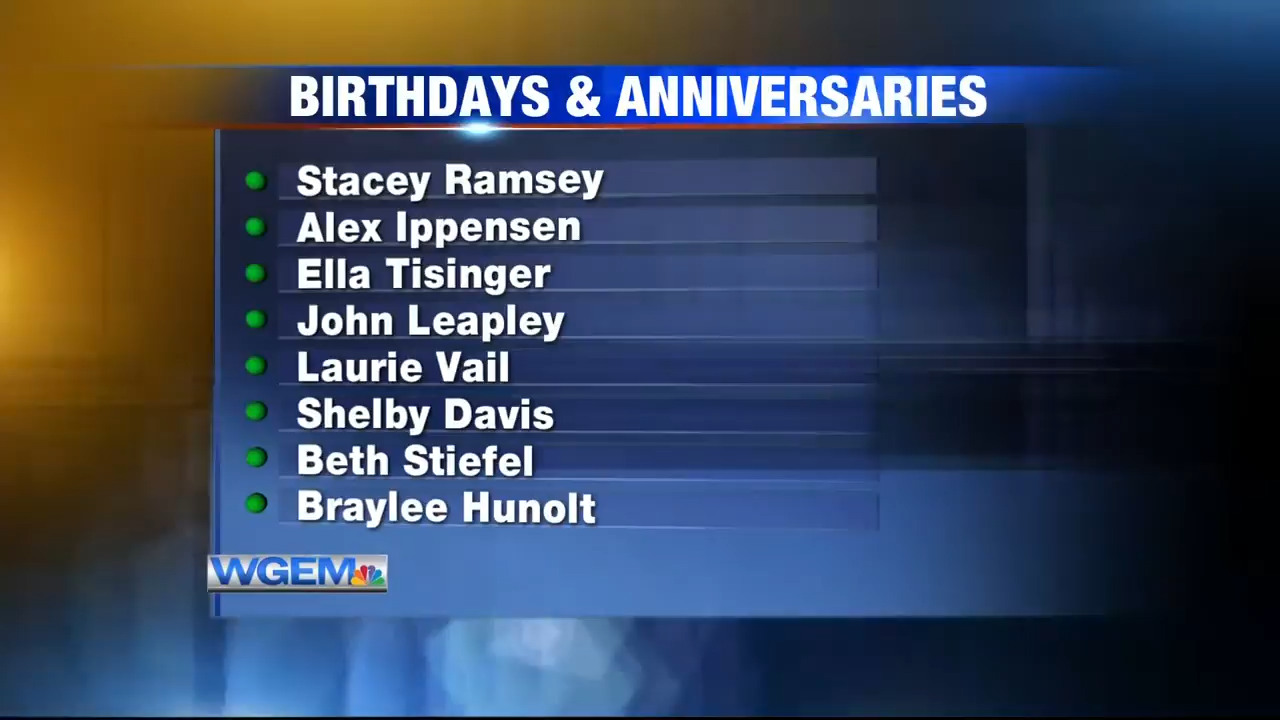 BIRTHDAYS & ANNIVERSARIES
Stacey Ramsey
Alex Ippensen
Ella Tisinger
John Leapley
Laurie Vail
Shelby Davis
Beth Stiefel
Braylee Hunolt
WGEM